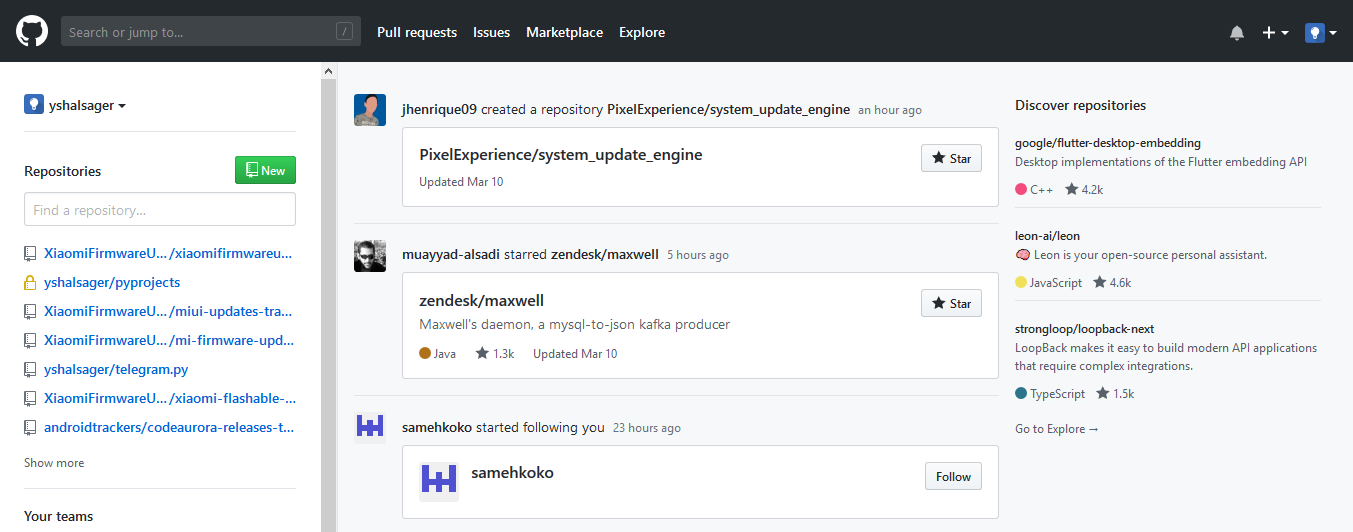 Search or jump to... /
Pull requests Issues Marketplace Explore
yshalsager
Repositories New
Find a repository...
XiaomiFirmwareU.../xiaomifirmwareu...
yshalsager/pyprojects
XiaomiFirmwareU.../miui-updates-tra...
XiaomiFirmwareU.../mi-firmware-upd...
yshalsager/telegram.py
XiaomiFirmwareU.../xiaomi-flashable-...
androidtrackers/codeaurora-releases-t...
Show more
Your teams
jhenrique09 created a repository PixelExperience/system_update_engine an hour ago
PixelExperience/system_update_engine Star
Updated Mar 10
muayyad-alsadi starred zendesk/maxwell 5 hours ago
zendesk/maxwell Star
Maxwell's daemon, a mysql-to-json kafka producer
Java 1.3k Updated Mar 10
samehkoko started following you 23 hours ago
samehkoko Follow
Discover repositories
google/flutter-desktop-embedding
Desktop implementations of the Flutter embedding API
C++ 4.2k
leon-ai/leon
🧠 Leon is your open-source personal assistant.
JavaScript 4.6k
strongloop/loopback-next
LoopBack makes it easy to build modern API applications
that require complex integrations.
TypeScript 1.5k
Go to Explore →